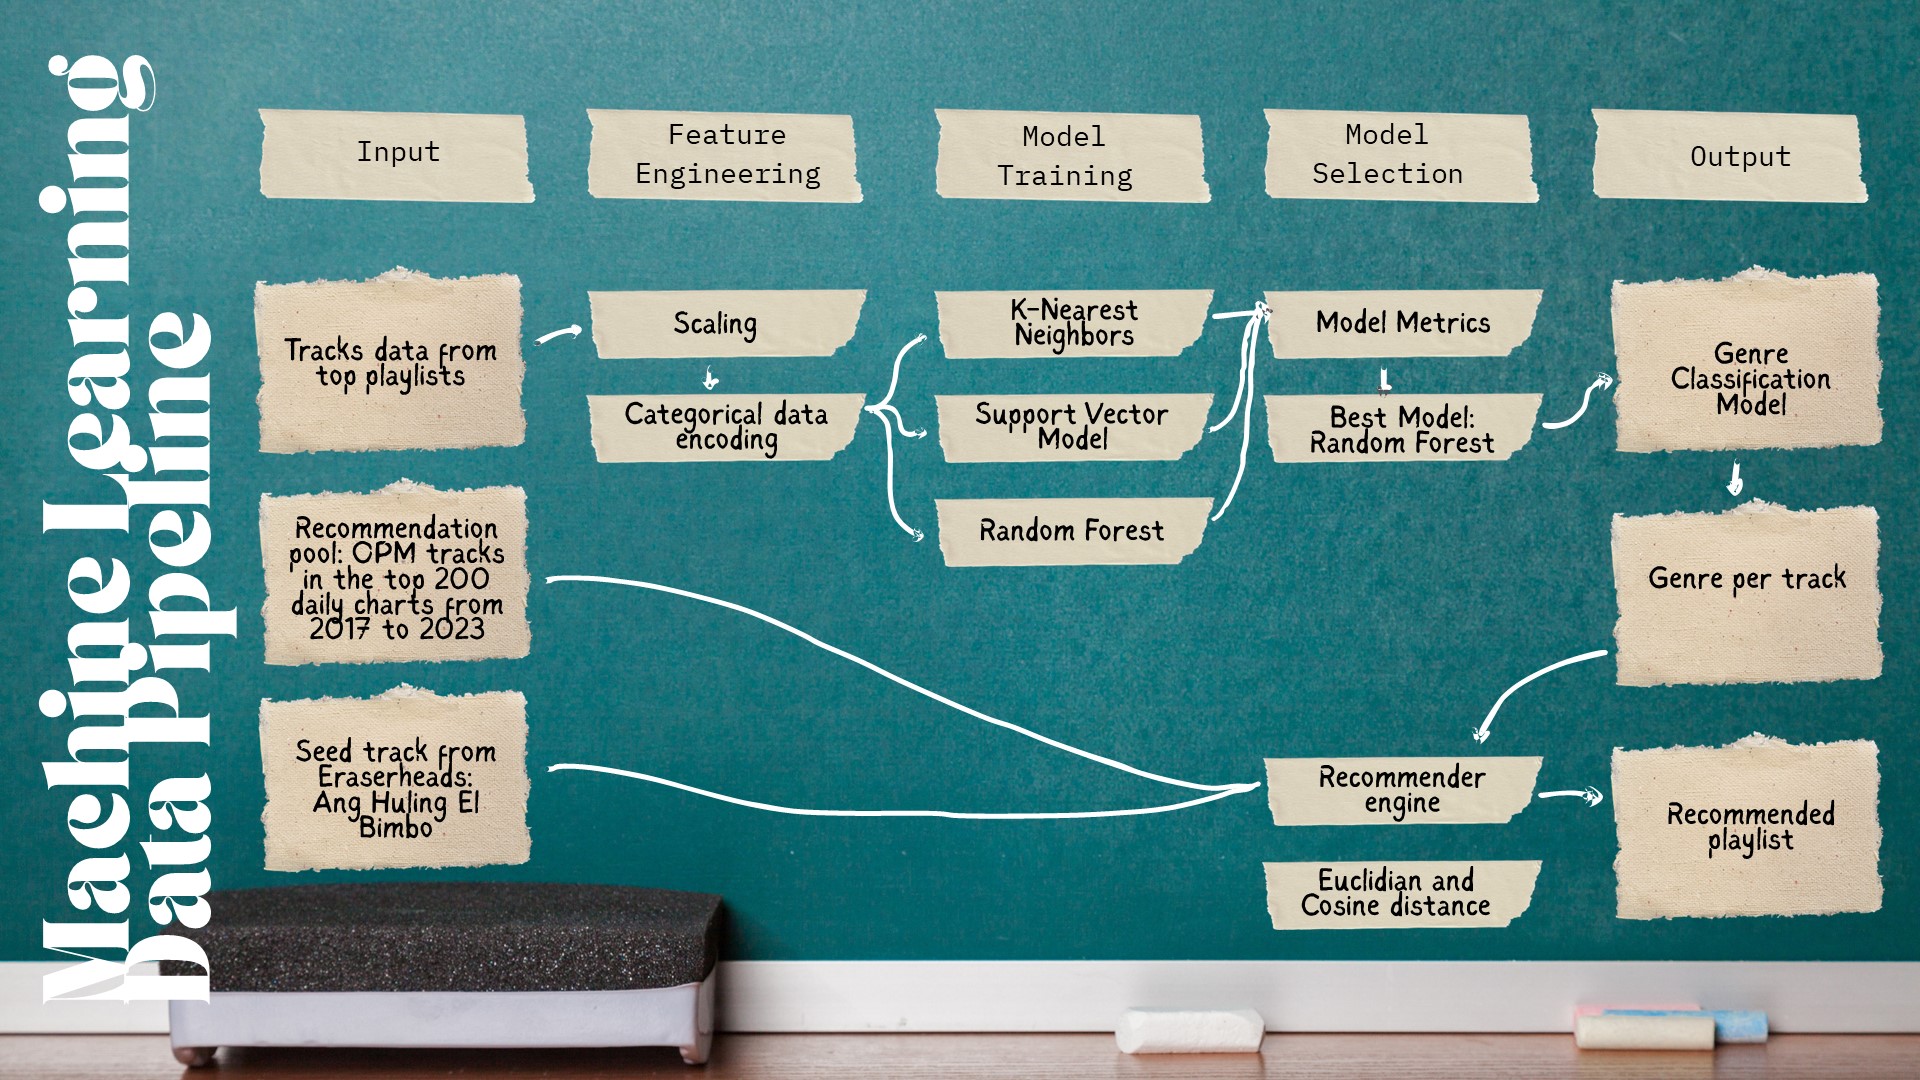 Machine Learning
Data Pipeline
Input
Feature
Engineering
Model
Training
Model
Selection
Output
Tracks data from
top playlists
Scaling
Categorical data
encoding
K-Nearest
Neighbors
Support Vector
Model
Random Forest
Model Metrics
Best Model:
Random Forest
Genre
Classification
Model
Recommendation
pool: OPM tracks
in the top 200
daily charts from
2017 to 2023
Genre per track
Seed track from
Eraserheads:
Ang Huling El
Bimbo
Recommender
engine
Euclidian and
Cosine distance
Recommended
playlist